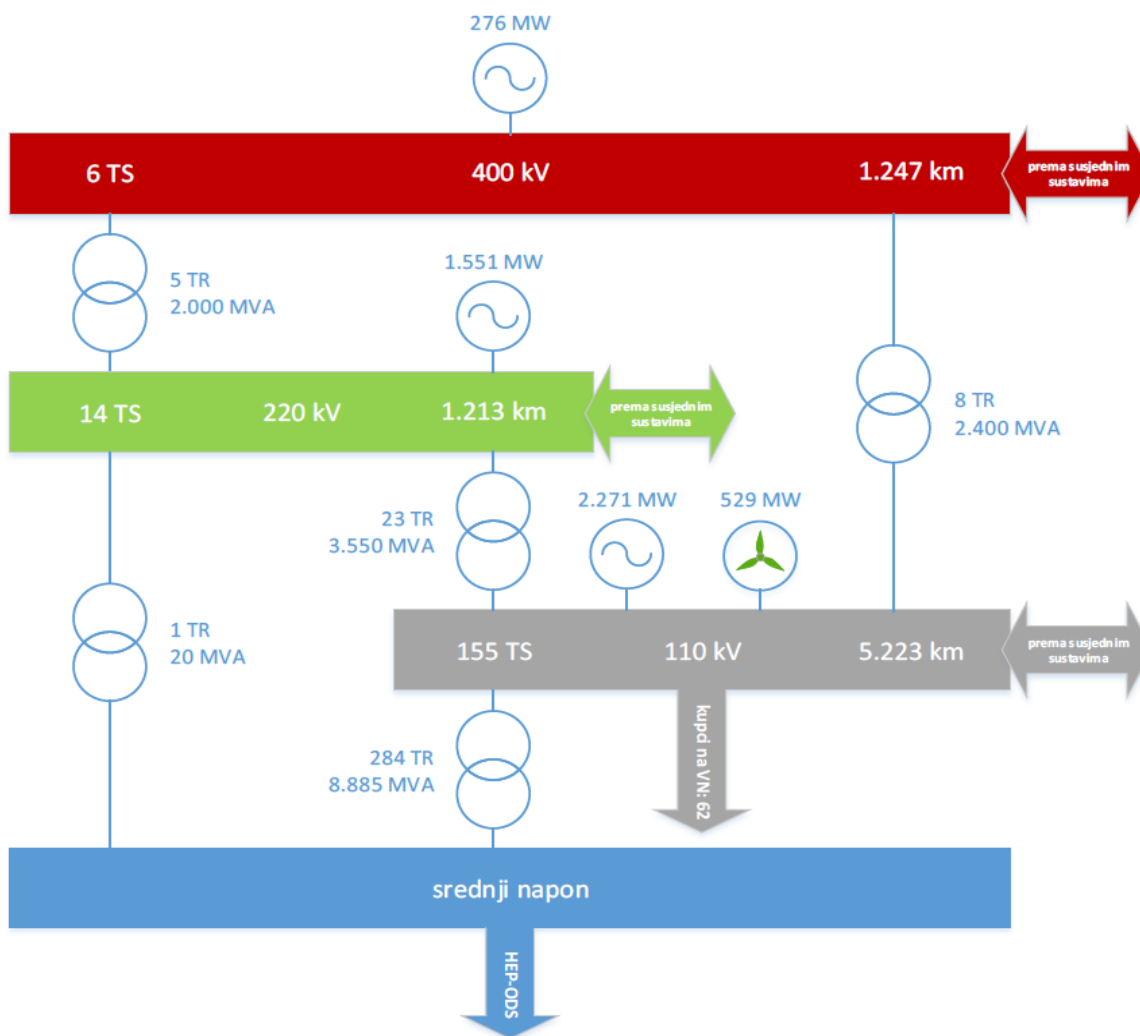 276 MW
6 TS
400 kV
1.247 km
prema susjednim
sustavima
5 TR
2.000 MVA
1.551 MW
14 TS
220 kV
1.213 km
prema susjednim
sustavima
8 TR
2.400 MVA
23 TR
3.550 MVA
2.271 MW
529 MW
1 TR
20 MVA
155 TS
110 kV
5.223 km
prema susjednim
sustavima
284 TR
8.885 MVA
kupci na VN: 62
srednji napon
HEP-ODS